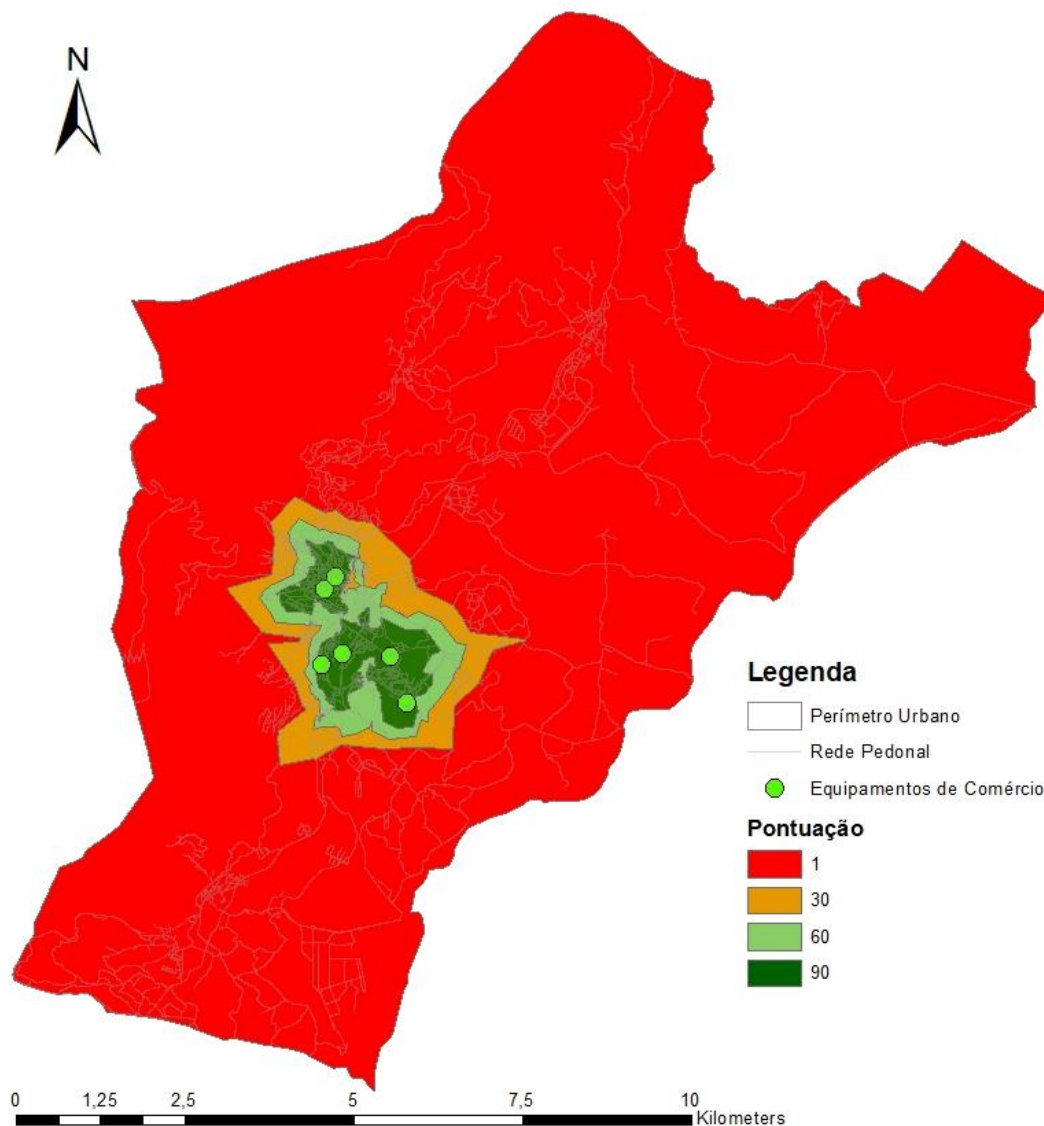 N
Legenda
Perímetro Urbano
Rede Pedonal
Equipamentos de Comércio
Pontuação
1
30
60
90
0 1,25 2,5 5 7,5 10
Kilometers